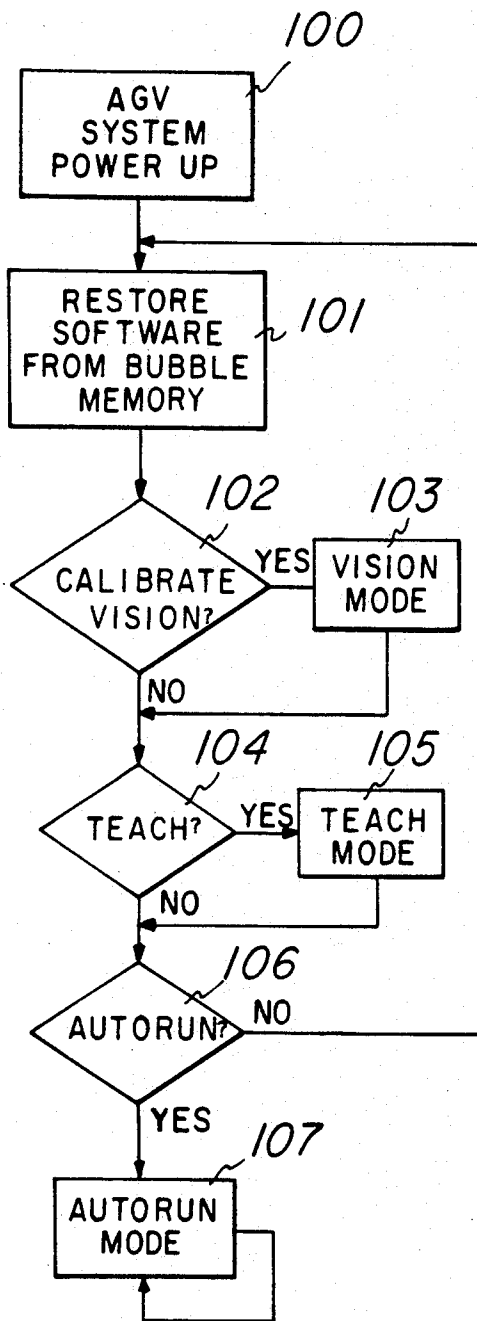 100
AGV
SYSTEM
POWER UP
RESTORE
SOFTWARE
FROM BUBBLE
MEMORY
101
102
103
CALIBRATE
VISION?
YES
VISION
MODE
NO
104
105
TEACH?
YES
TEACH
MODE
NO
106
AUTORUN?
NO
YES
107
AUTORUN
MODE